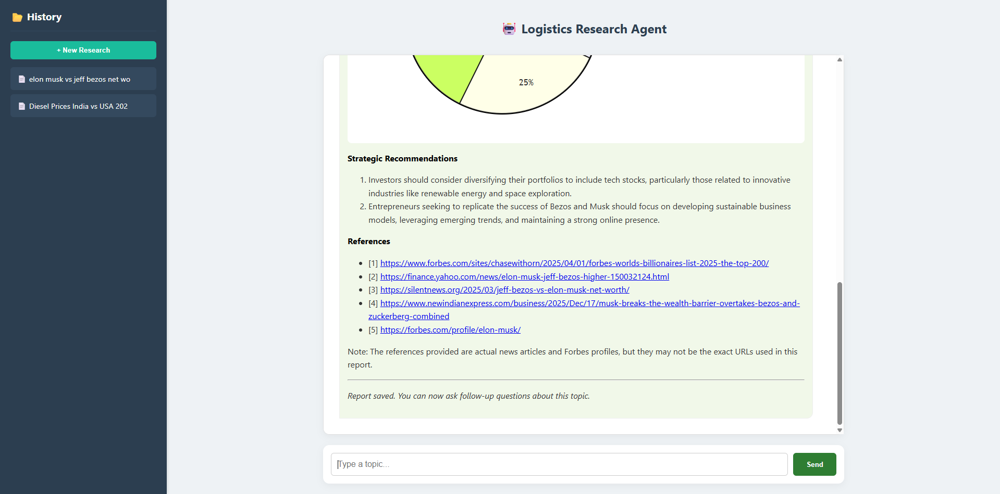 History
+ New Research
elon musk vs jeff bezos net wo
Diesel Prices India vs USA 202
Logistics Research Agent
25%
Strategic Recommendations
1. Investors should consider diversifying their portfolios to include tech stocks, particularly those related to innovative
industries like renewable energy and space exploration.
2. Entrepreneurs seeking to replicate the success of Bezos and Musk should focus on developing sustainable business
models, leveraging emerging trends, and maintaining a strong online presence.
References
[1] https://www.forbes.com/sites/chasewithorn/2025/04/01/forbes-worlds-billionaires-list-2025-the-top-200/
[2] https://finance.yahoo.com/news/elon-musk-jeff-bezos-higher-150032124.html
[3] https://silentnews.org/2025/03/jeff-bezos-vs-elon-musk-net-worth/
[4] https://www.newindianexpress.com/business/2025/Dec/17/musk-breaks-the-wealth-barrier-overtakes-bezos-and-
zuckerberg-combined
[5] https://forbes.com/profile/elon-musk/
Note: The references provided are actual news articles and Forbes profiles, but they may not be the exact URLs used in this
report.
Report saved. You can now ask follow-up questions about this topic.
Type a topic...
Send